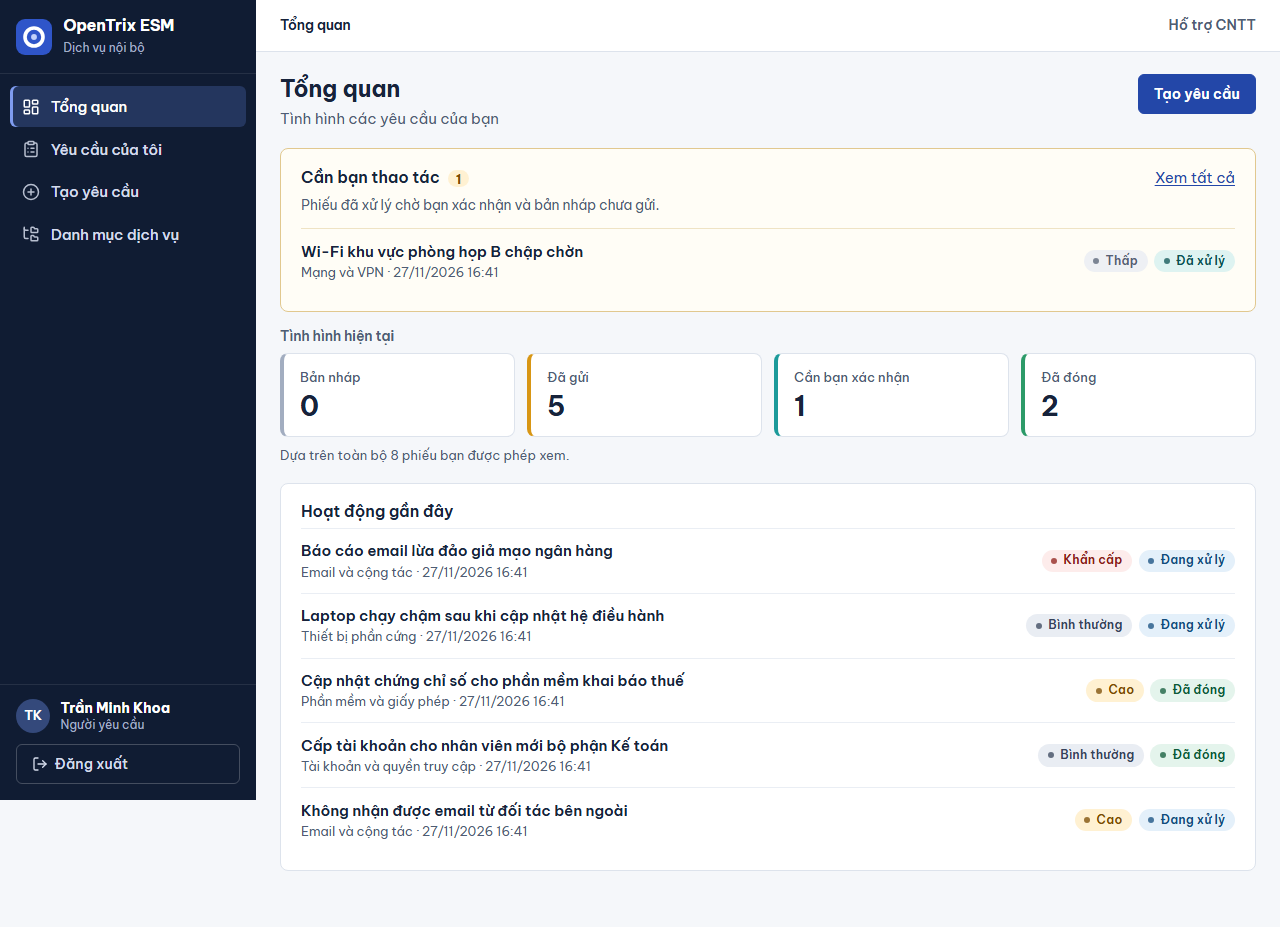 OpenTrix ESM
Dịch vụ nội bộ
Tổng quan
Yêu cầu của tôi
Tạo yêu cầu
Danh mục dịch vụ
TK
Trần Minh Khoa
Người yêu cầu
Đăng xuất
Tổng quan
Hỗ trợ CNTT
Tổng quan
Tình hình các yêu cầu của bạn
Tạo yêu cầu
Cần bạn thao tác 1
Xem tất cả
Phiếu đã xử lý chờ bạn xác nhận và bản nháp chưa gửi.
Wi-Fi khu vực phòng họp B chập chờn
Mạng và VPN · 27/11/2026 16:41
Thấp
Đã xử lý
Tình hình hiện tại
Bản nháp
0
Đã gửi
5
Cần bạn xác nhận
1
Đã đóng
2
Dựa trên toàn bộ 8 phiếu bạn được phép xem.
Hoạt động gần đây
Báo cáo email lừa đảo giả mạo ngân hàng
Email và cộng tác · 27/11/2026 16:41
Khẩn cấp
Đang xử lý
Laptop chạy chậm sau khi cập nhật hệ điều hành
Thiết bị phần cứng · 27/11/2026 16:41
Bình thường
Đang xử lý
Cập nhật chứng chỉ số cho phần mềm khai báo thuế
Phần mềm và giấy phép · 27/11/2026 16:41
Cao
Đã đóng
Cấp tài khoản cho nhân viên mới bộ phận Kế toán
Tài khoản và quyền truy cập · 27/11/2026 16:41
Bình thường
Đã đóng
Không nhận được email từ đối tác bên ngoài
Email và cộng tác · 27/11/2026 16:41
Cao
Đang xử lý